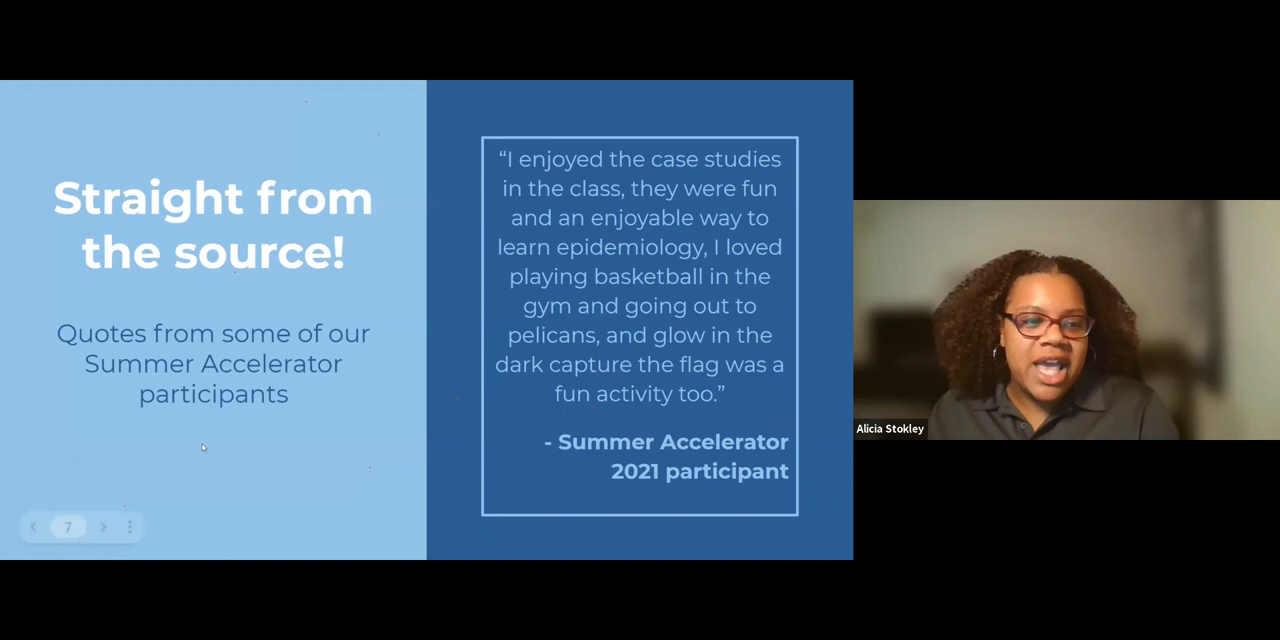 Straight from
the source!
Quotes from some of our
Summer Accelerator
participants
7
“I enjoyed the case studies
in the class, they were fun
and an enjoyable way to
learn epidemiology, I loved
playing basketball in the
gym and going out to
pelicans, and glow in the
dark capture the flag was a
fun activity too.”
- Summer Accelerator
2021 participant
Alicia Stokley